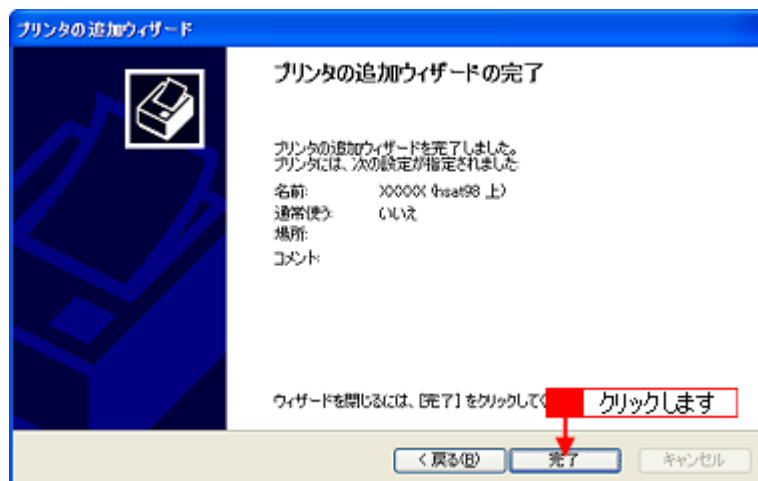 プリンタの追加ウィザード
プリンタの追加ウィザードの完了
プリンタの追加ウィザードを完了しました。
プリンタには、次の設定が指定されました:
名前: XXXXX (hsat98 上)
通常使う: いいえ
場所:
コメント:
ウィザードを閉じるには、[完了] をクリックしてく
クリックします
< 戻る(B) 完了 キャンセル